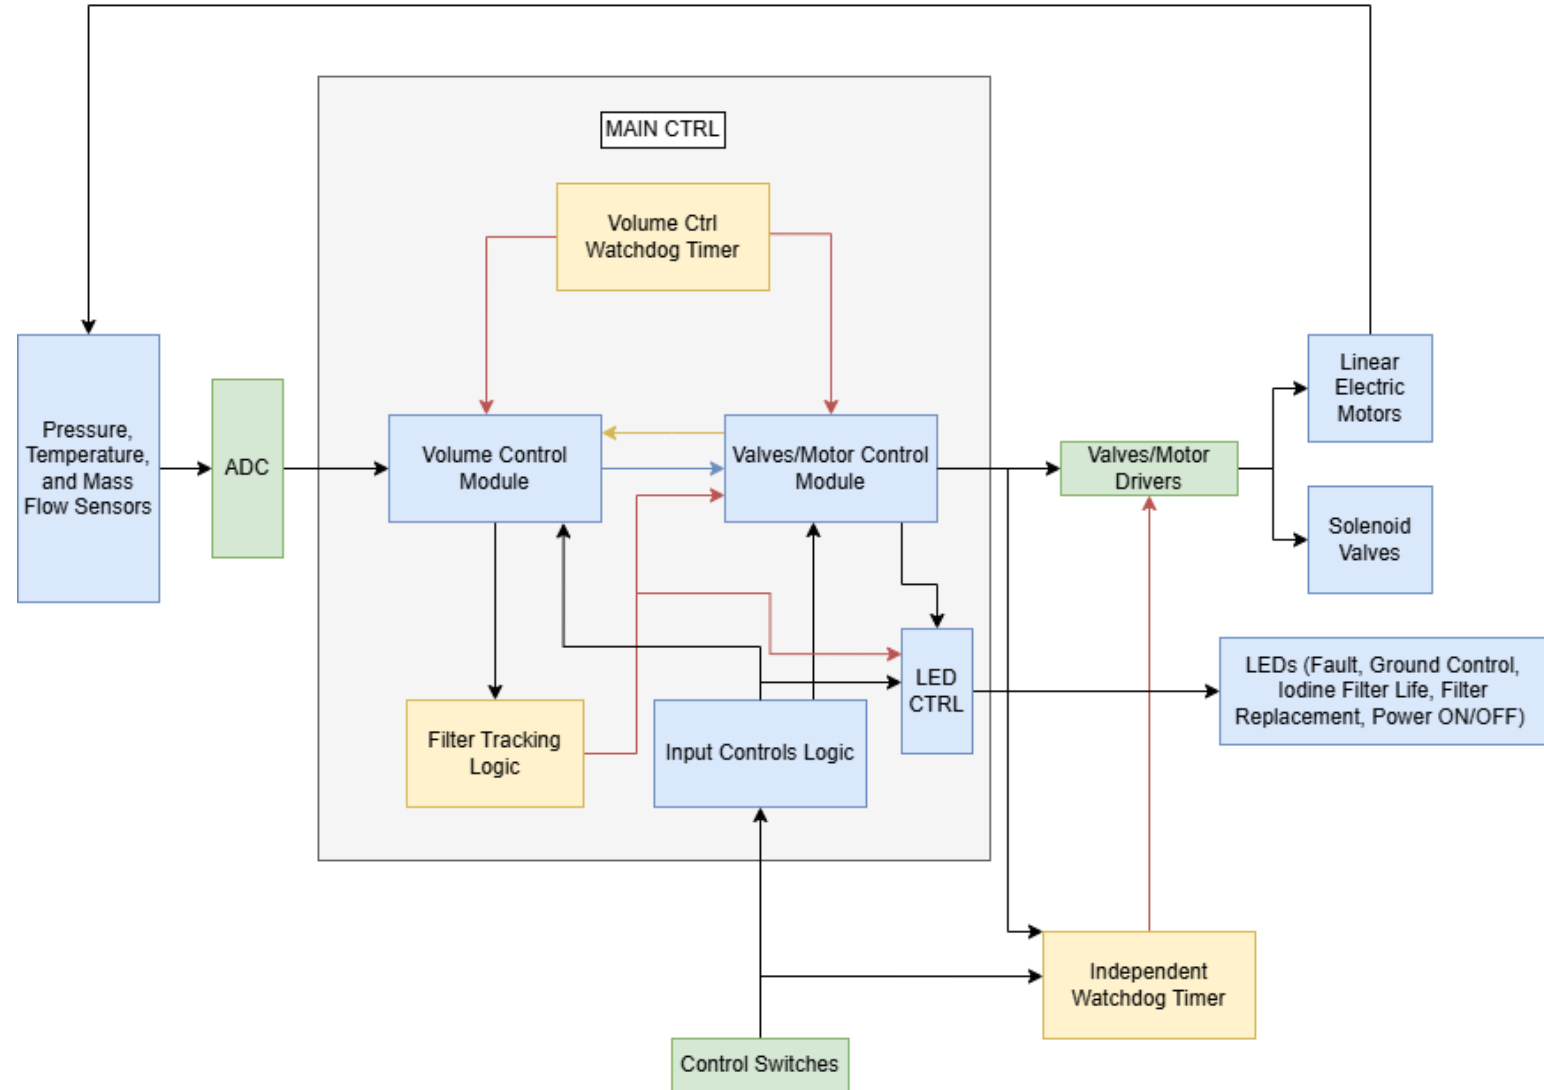 MAIN CTRL
Volume Ctrl
Watchdog Timer
Pressure,
Temperature,
and Mass
Flow Sensors
ADC
Volume Control
Module
Valves/Motor Control
Module
Valves/Motor
Drivers
Linear
Electric
Motors
Solenoid
Valves
Filter Tracking
Logic
Input Controls Logic
LED
CTRL
LEDs (Fault, Ground Control,
Iodine Filter Life, Filter
Replacement, Power ON/OFF)
Independent
Watchdog Timer
Control Switches